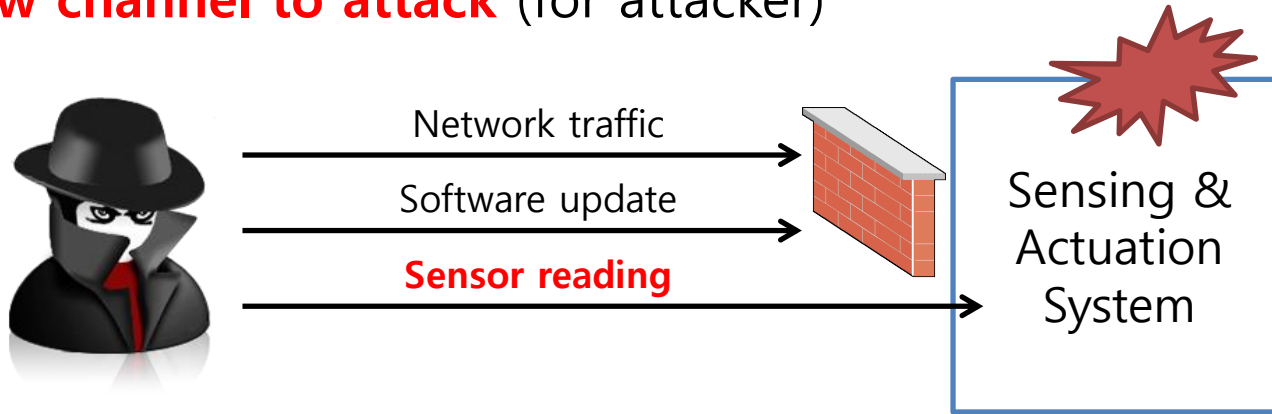 channel to attack (for attacker)
Network traffic
Software update
Sensor reading
Sensing &
Actuation
System